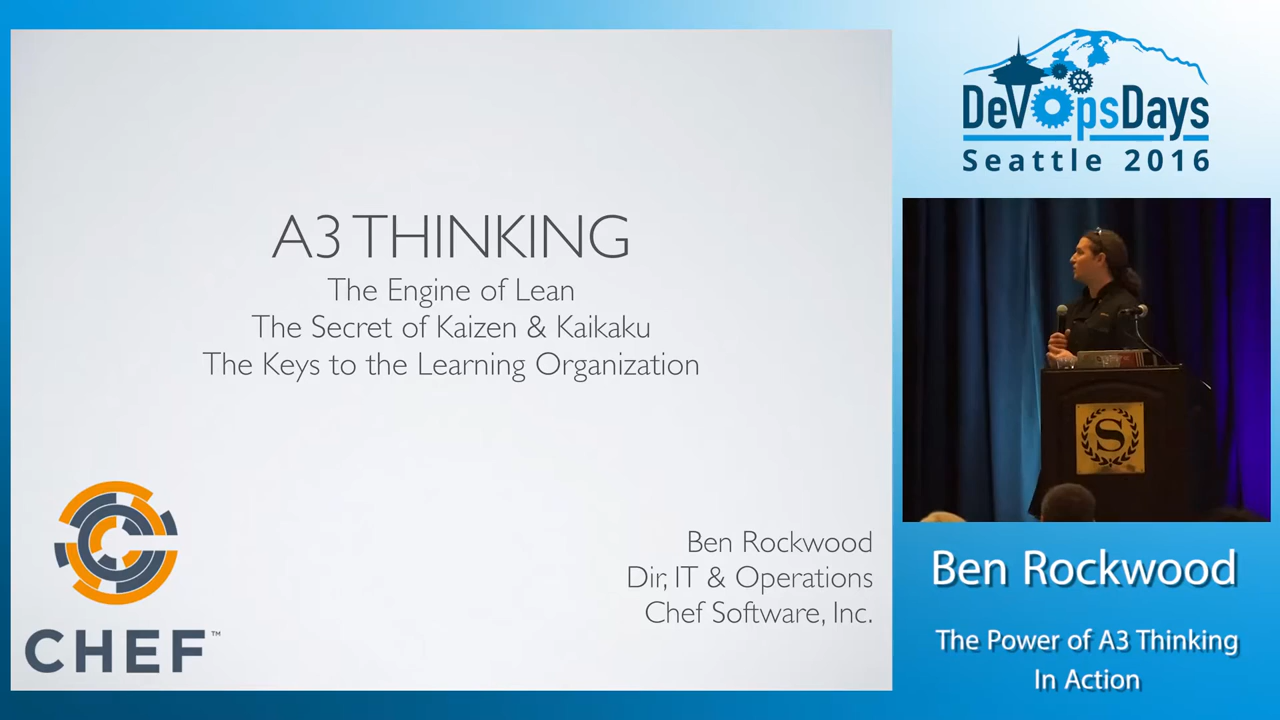 A3 THINKING
The Engine of Lean
The Secret of Kaizen & Kaikaku
The Keys to the Learning Organization
Ben Rockwood
Dir, IT & Operations
Chef Software, Inc.
CHEF™
DevOpsDays
Seattle 2016
S
Ben Rockwood
The Power of A3 Thinking
In Action